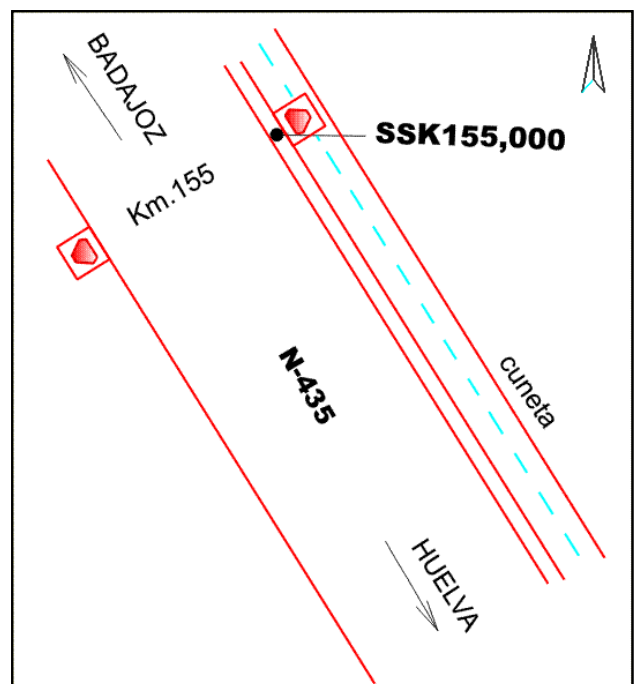 BADAJOZ
SSK155,000
Km.155
N-435
cuneta
HUELVA